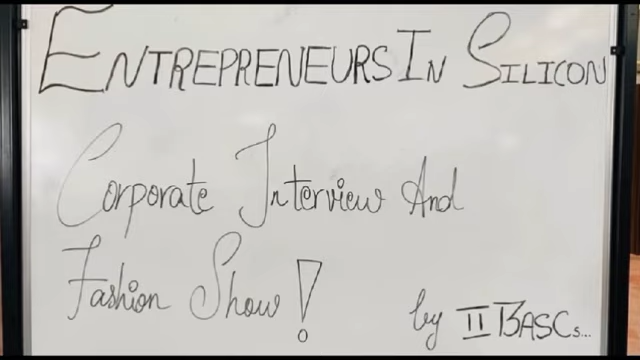 ENTREPRENEURS IN SILICON
Corporate Interview And
Fashion Show!
by II BASCs...